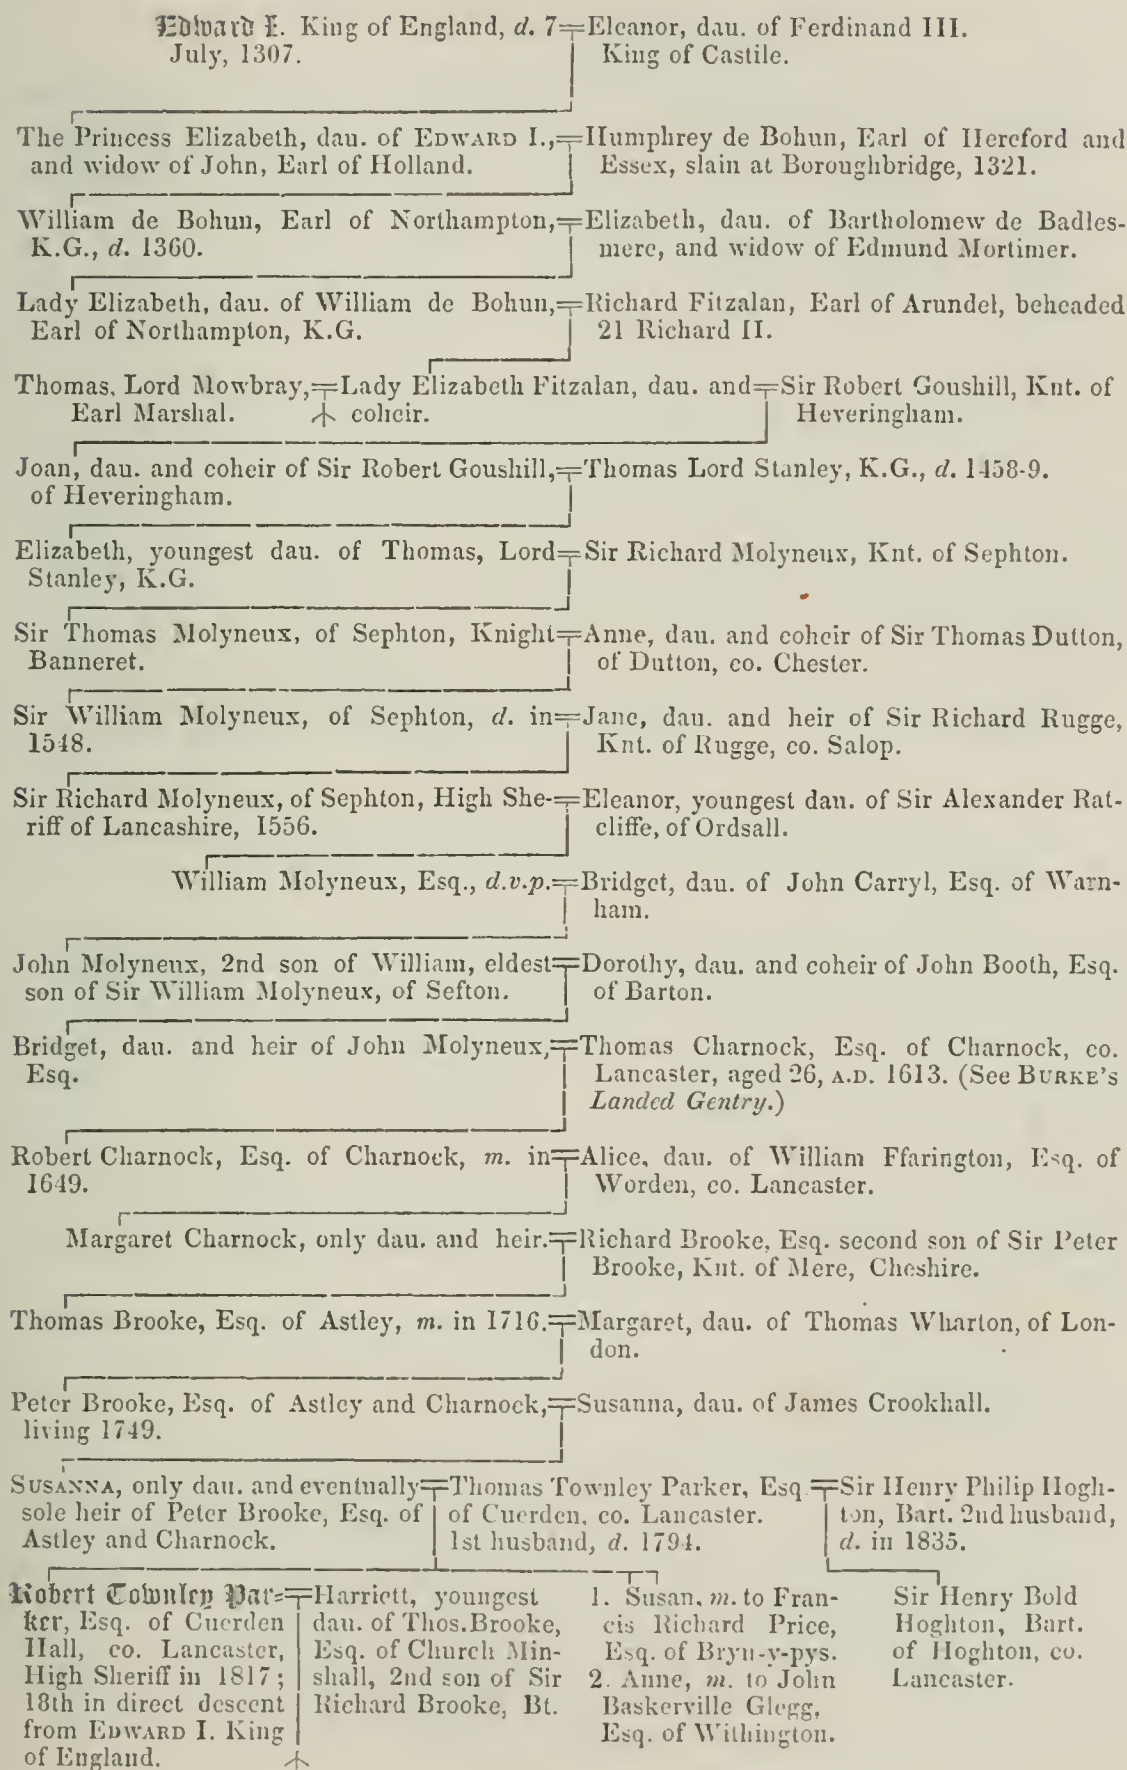 Edward I. King of England, d. 7 July, 1307.
Eleanor, dau. of Ferdinand III. King of Castile.
The Princess Elizabeth, dau. of EDWARD I.,
and widow of John, Earl of Holland.
Humphrey de Bohun, Earl of Hereford and
Essex, slain at Boroughbridge, 1321.
William de Bohun, Earl of Northampton,
K.G., d. 1360.
Elizabeth, dau. of Bartholomew de Badles-
mere, and widow of Edmund Mortimer.
Lady Elizabeth, dau. of William de Bohun,
Earl of Northampton, K.G.
Richard Fitzalan, Earl of Arundel, beheaded
21 Richard II.
Thomas, Lord Mowbray,
Earl Marshal.
Lady Elizabeth Fitzalan, dau. and
coheir.
Sir Robert Goushill, Knt. of
Heveringham.
Joan, dau. and coheir of Sir Robert Goushill,
of Heveringham.
Thomas Lord Stanley, K.G., d. 1458-9.
Elizabeth, youngest dau. of Thomas, Lord
Stanley, K.G.
Sir Richard Molyneux, Knt. of Sephton.
Sir Thomas Molyneux, of Sephton, Knight
Banneret.
Anne, dau. and coheir of Sir Thomas Dutton,
of Dutton, co. Chester.
Sir William Molyneux, of Sephton, d. in
1548.
Jane, dau. and heir of Sir Richard Rugge,
Knt. of Rugge, co. Salop.
Sir Richard Molyneux, of Sephton, High She-
riff of Lancashire, 1556.
Eleanor, youngest dau. of Sir Alexander Rat-
cliffe, of Ordsall.
William Molyneux, Esq., d.v.p.
Bridget, dau. of John Carryl, Esq. of Warn-
ham.
John Molyneux, 2nd son of William, eldest
son of Sir William Molyneux, of Sefton.
Dorothy, dau. and coheir of John Booth, Esq.
of Barton.
Bridget, dau. and heir of John Molyneux,
Esq.
Thomas Charnock, Esq. of Charnock, co.
Lancaster, aged 26, A.D. 1613. (See BURKE'S
Landed Gentry.)
Robert Charnock, Esq. of Charnock, m. in
1649.
Alice, dau. of William Ffarington, Esq. of
Worden, co. Lancaster.
Margaret Charnock, only dau. and heir.
Richard Brooke, Esq. second son of Sir Peter
Brooke, Knt. of Mere, Cheshire.
Thomas Brooke, Esq. of Astley, m. in 1716.
Margaret, dau. of Thomas Wharton, of Lon-
don.
Peter Brooke, Esq. of Astley and Charnock,
living 1749.
Susanna, dau. of James Crookhall.
SUSANNA, only dau. and eventually
sole heir of Peter Brooke, Esq. of
Astley and Charnock.
Thomas Townley Parker, Esq
of Cuerden, co. Lancaster.
1st husband, d. 1794.
Sir Henry Philip Hogh-
ton, Bart. 2nd husband,
d. in 1835.
Robert Townley Par-
ker, Esq. of Cuerden
Hall, co. Lancaster,
High Sheriff in 1817;
18th in direct descent
from EDWARD I. King
of England.
Harriett, youngest
dau. of Thos. Brooke,
Esq. of Church Min-
shall, 2nd son of Sir
Richard Brooke, Bt.
1. Susan, m. to Fran-
cis Richard Price,
Esq. of Bryn-y-pys.
2. Anne, m. to John
Baskerville Glegg,
Esq. of Withington.
Sir Henry Bold
Hoghton, Bart.
of Hoghton, co.
Lancaster.